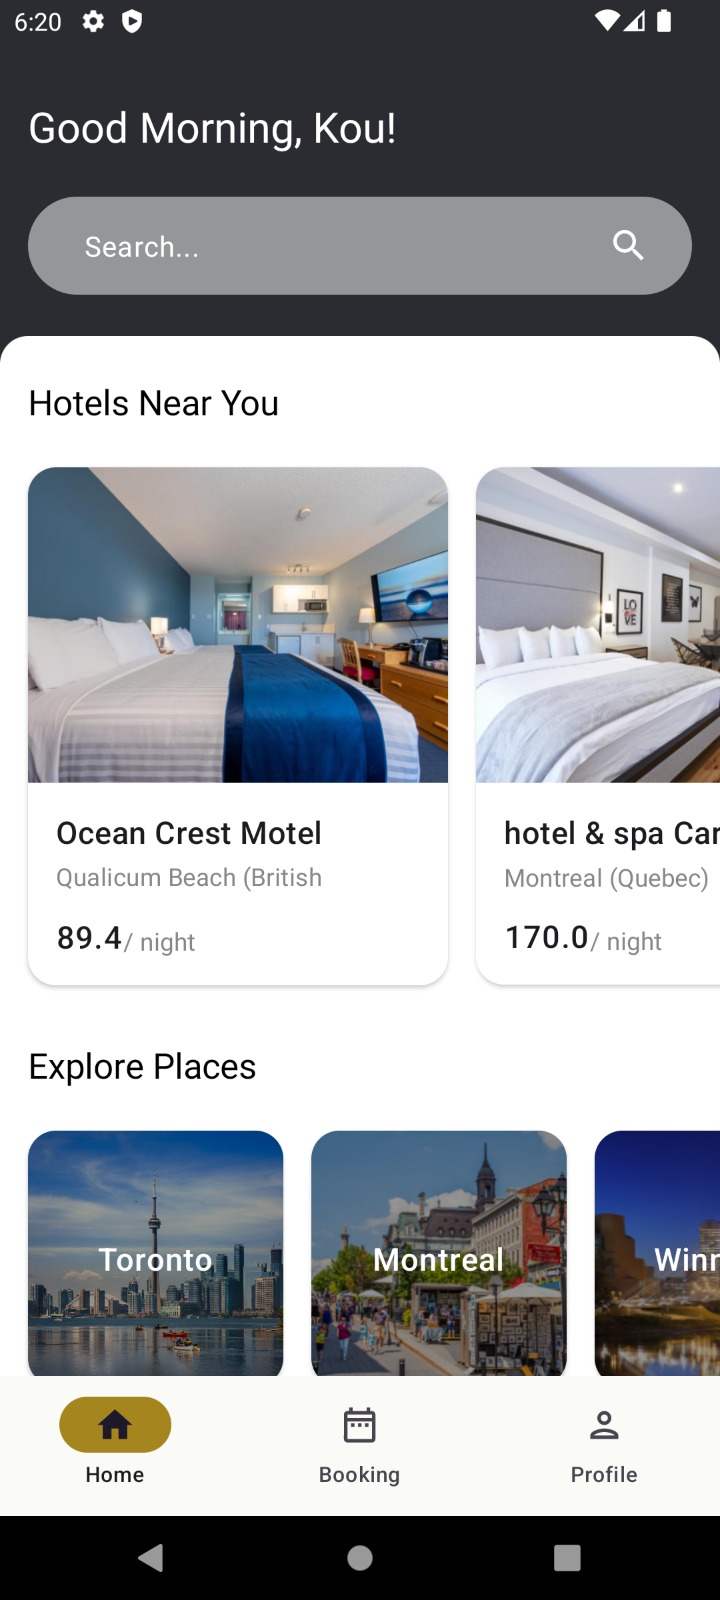 6:20
Good Morning, Kou!
Search...
Hotels Near You
LOVE
Ocean Crest Motel
Qualicum Beach (British
89.4/ night
hotel & spa Car
Montreal (Quebec)
170.0/ night
Explore Places
Toronto
Montreal
Winn
Home
Booking
Profile